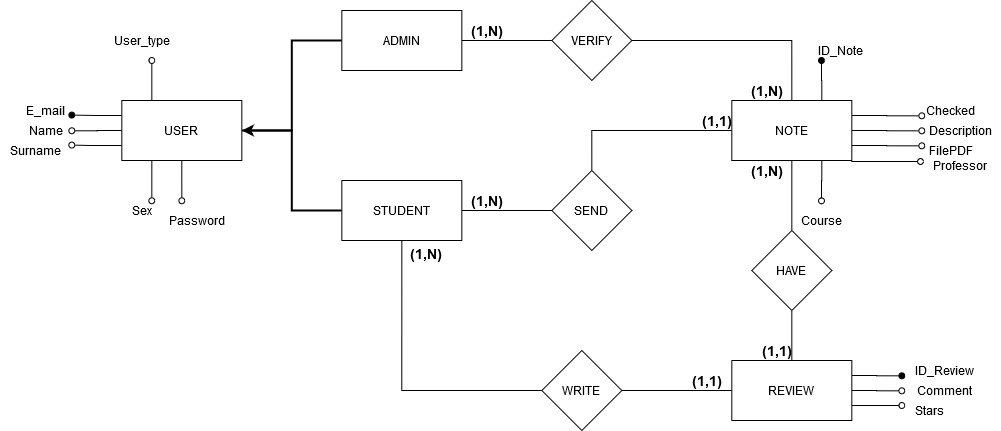 User_type
ADMIN
(1,N)
VERIFY
ID_Note
E_mail
Name
Surname
USER
(1,N)
(1,1)
NOTE
Checked
Description
FilePDF
Professor
(1,N)
Sex
Password
STUDENT
(1,N)
SEND
Course
(1,N)
HAVE
(1,1)
WRITE
(1,1)
REVIEW
ID_Review
Comment
Stars